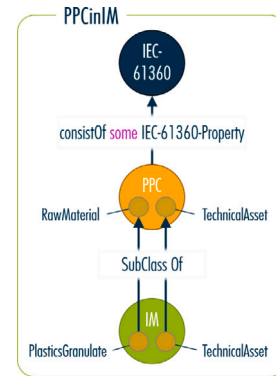 PPCinIM
IEC-
61360
consistOf some IEC-61360-Property
PPC
RawMaterial
TechnicalAsset
SubClass Of
IM
PlasticsGranulate
TechnicalAsset